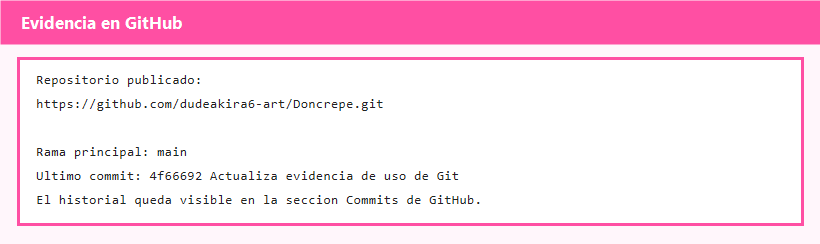 Evidencia en GitHub
Repositorio publicado:
https://github.com/dudeakira6-art/Doncrepe.git
Rama principal: main
Ultimo commit: 4f66692 Actualiza evidencia de uso de Git
El historial queda visible en la seccion Commits de GitHub.